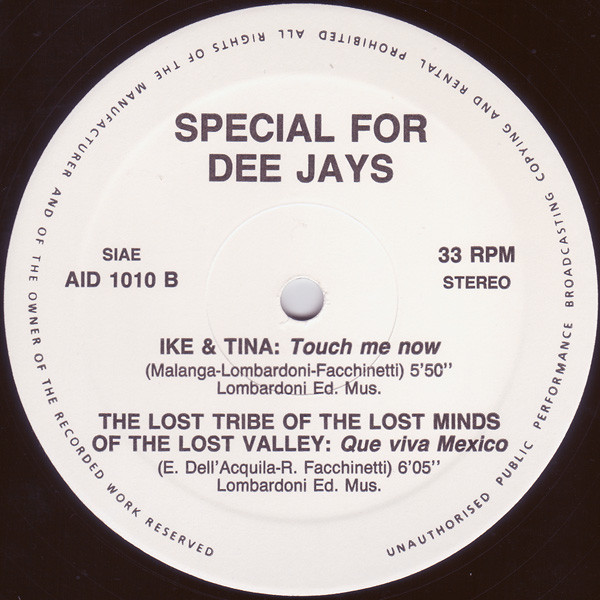 SPECIAL FOR
DEE JAYS
SIAE
AID 1010 B
33 RPM
STEREO
IKE & TINA: Touch me now
(Malanga-Lombardoni-Facchinetti) 5'50''
Lombardoni Ed. Mus.
THE LOST TRIBE OF THE LOST MINDS
OF THE LOST VALLEY: Que viva Mexico
(E. Dell'Acquila-R. Facchinetti) 6'05''
Lombardoni Ed. Mus.
ALL RIGHTS OF THE MANUFACTURER AND OF THE OWNER OF THE RECORDED WORK RESERVED UNAUTHORISED PUBLIC PERFORMANCE BROADCASTING COPYING AND RENTAL PROHIBITED